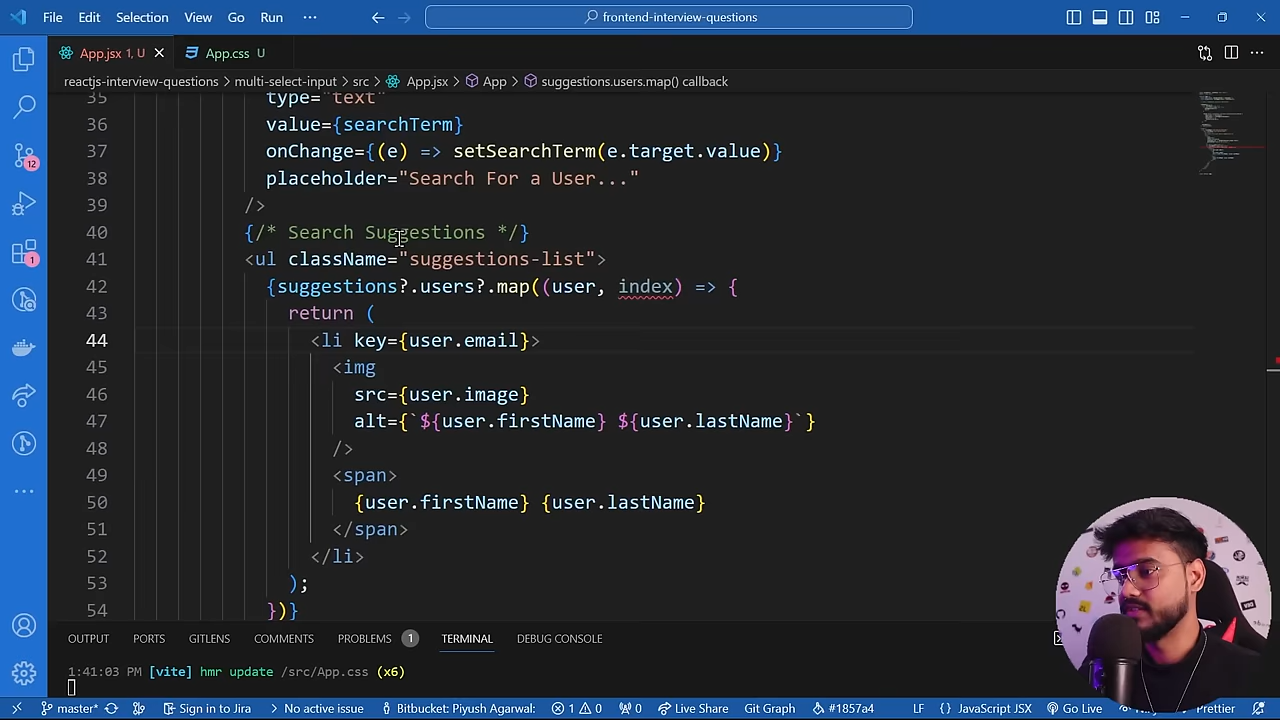 File Edit Selection View Go Run ··· frontend-interview-questions
App.jsx 1, U App.css U
reactjs-interview-questions > multi-select-input > src > App.jsx > App > suggestions.users.map() callback
35 type="text"
36 value={searchTerm}
37 onChange={(e) => setSearchTerm(e.target.value)}
38 placeholder="Search For a User..."
39 />
40 {/* Search Suggestions */}
41 <ul className="suggestions-list">
42 {suggestions?.users?.map((user, index) => {
43 return (
44 <li key={user.email}>
45 <img
46 src={user.image}
47 alt={`${user.firstName} ${user.lastName}`}
48 />
49 <span>
50 {user.firstName} {user.lastName}
51 </span>
52 </li>
53 );
54 })}
12
1
OUTPUT PORTS GITLENS COMMENTS PROBLEMS 1 TERMINAL DEBUG CONSOLE
1:41:03 PM [vite] hmr update /src/App.css (x6)
master* Sign in to Jira No active issue Bitbucket: Piyush Agarwal: 1 0 0 Live Share Git Graph #1857a4 LF JavaScript JSX Go Live Prettier